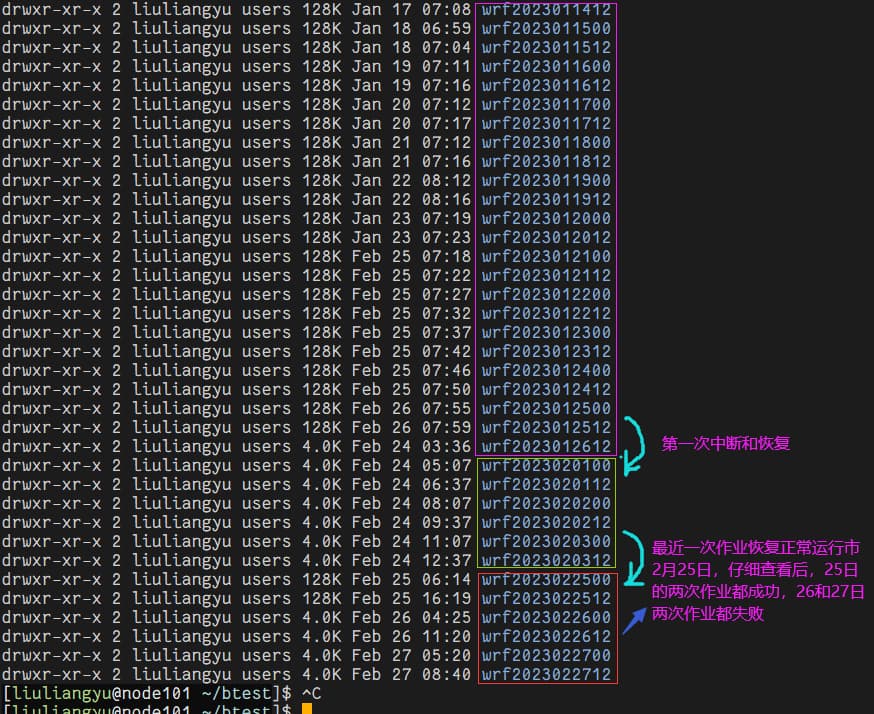 drwxr-xr-x 2 liuliangyu users 128K Jan 17 07:08 wrf2023011412
drwxr-xr-x 2 liuliangyu users 128K Jan 18 06:59 wrf2023011500
drwxr-xr-x 2 liuliangyu users 128K Jan 18 07:04 wrf2023011512
drwxr-xr-x 2 liuliangyu users 128K Jan 19 07:11 wrf2023011600
drwxr-xr-x 2 liuliangyu users 128K Jan 19 07:16 wrf2023011612
drwxr-xr-x 2 liuliangyu users 128K Jan 20 07:12 wrf2023011700
drwxr-xr-x 2 liuliangyu users 128K Jan 20 07:17 wrf2023011712
drwxr-xr-x 2 liuliangyu users 128K Jan 21 07:12 wrf2023011800
drwxr-xr-x 2 liuliangyu users 128K Jan 21 07:16 wrf2023011812
drwxr-xr-x 2 liuliangyu users 128K Jan 22 08:12 wrf2023011900
drwxr-xr-x 2 liuliangyu users 128K Jan 22 08:16 wrf2023011912
drwxr-xr-x 2 liuliangyu users 128K Jan 23 07:19 wrf2023012000
drwxr-xr-x 2 liuliangyu users 128K Jan 23 07:23 wrf2023012012
drwxr-xr-x 2 liuliangyu users 128K Feb 25 07:18 wrf2023012100
drwxr-xr-x 2 liuliangyu users 128K Feb 25 07:22 wrf2023012112
drwxr-xr-x 2 liuliangyu users 128K Feb 25 07:27 wrf2023012200
drwxr-xr-x 2 liuliangyu users 128K Feb 25 07:32 wrf2023012212
drwxr-xr-x 2 liuliangyu users 128K Feb 25 07:37 wrf2023012300
drwxr-xr-x 2 liuliangyu users 128K Feb 25 07:42 wrf2023012312
drwxr-xr-x 2 liuliangyu users 128K Feb 25 07:46 wrf2023012400
drwxr-xr-x 2 liuliangyu users 128K Feb 25 07:50 wrf2023012412
drwxr-xr-x 2 liuliangyu users 128K Feb 26 07:55 wrf2023012500
drwxr-xr-x 2 liuliangyu users 128K Feb 26 07:59 wrf2023012512
drwxr-xr-x 2 liuliangyu users 4.0K Feb 24 03:36 wrf2023012612
第一次中断和恢复
drwxr-xr-x 2 liuliangyu users 4.0K Feb 24 05:07 wrf2023020100
drwxr-xr-x 2 liuliangyu users 4.0K Feb 24 06:37 wrf2023020112
drwxr-xr-x 2 liuliangyu users 4.0K Feb 24 08:07 wrf2023020200
drwxr-xr-x 2 liuliangyu users 4.0K Feb 24 09:37 wrf2023020212
drwxr-xr-x 2 liuliangyu users 4.0K Feb 24 11:07 wrf2023020300
drwxr-xr-x 2 liuliangyu users 4.0K Feb 24 12:37 wrf2023020312
drwxr-xr-x 2 liuliangyu users 128K Feb 25 06:14 wrf2023022500
drwxr-xr-x 2 liuliangyu users 128K Feb 25 16:19 wrf2023022512
drwxr-xr-x 2 liuliangyu users 4.0K Feb 26 04:25 wrf2023022600
drwxr-xr-x 2 liuliangyu users 4.0K Feb 26 11:20 wrf2023022612
drwxr-xr-x 2 liuliangyu users 4.0K Feb 27 05:20 wrf2023022700
drwxr-xr-x 2 liuliangyu users 4.0K Feb 27 08:40 wrf2023022712
最近一次作业恢复正常运行市
2月25日，仔细查看后，25日
的两次作业都成功，26和27日
两次作业都失败
[liuliangyu@node101 ~/btest]$ ^C
[liuliangyu@node101 ~/btest]$